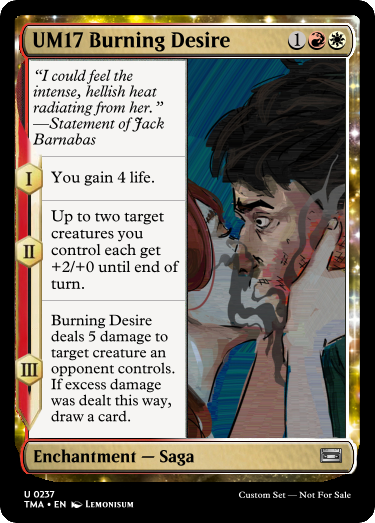 UM17 Burning Desire 1
"I could feel the
intense, hellish heat
radiating from her."
—Statement of Jack
Barnabas
I
You gain 4 life.
II
Up to two target
creatures you
control each get
+2/+0 until end of
turn.
III
Burning Desire
deals 5 damage to
target creature an
opponent controls.
If excess damage
was dealt this way,
draw a card.
Enchantment — Saga
U 0237
TMA • EN Lemonisum
Custom Set — Not For Sale